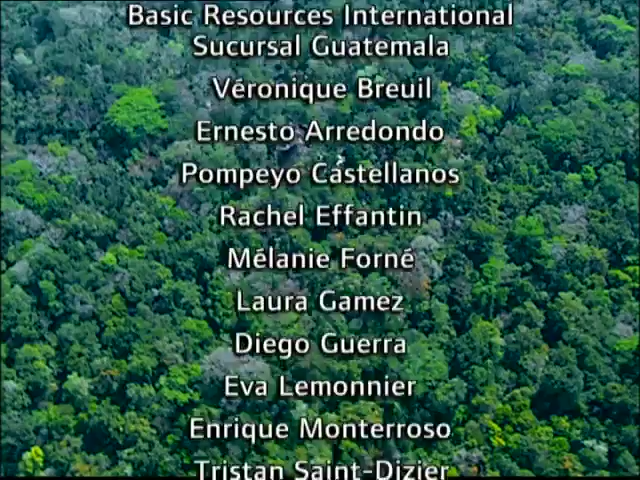 Basic Resources International
Sucursal Guatemala
Véronique Breuil
Ernesto Arredondo
Pompeyo Castellanos
Rachel Effantin
Mélanie Forné
Laura Gamez
Diego Guerra
Eva Lemonnier
Enrique Monterroso
Tristan Saint-Dizier